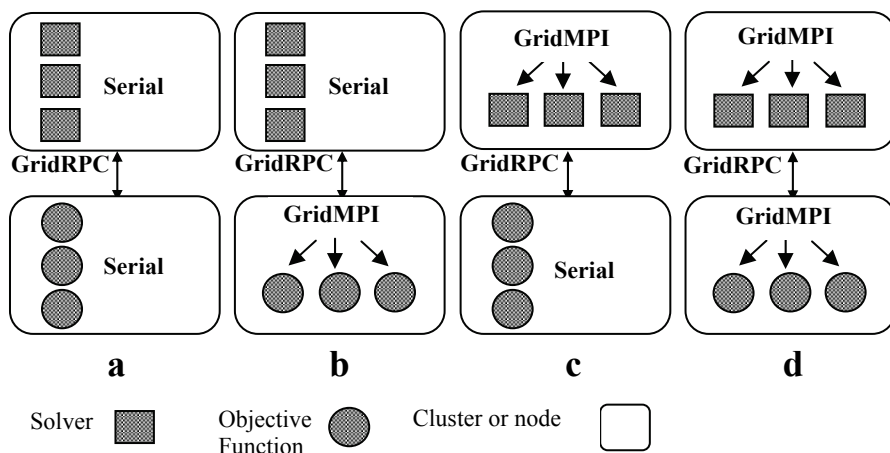 GridMPI
GridMPI
Serial
Serial
GridRPC
GridRPC
GridRPC
GridRPC
GridMPI
GridMPI
Serial
Serial
a
b
c
d
Solver
Objective
Function
Cluster or node